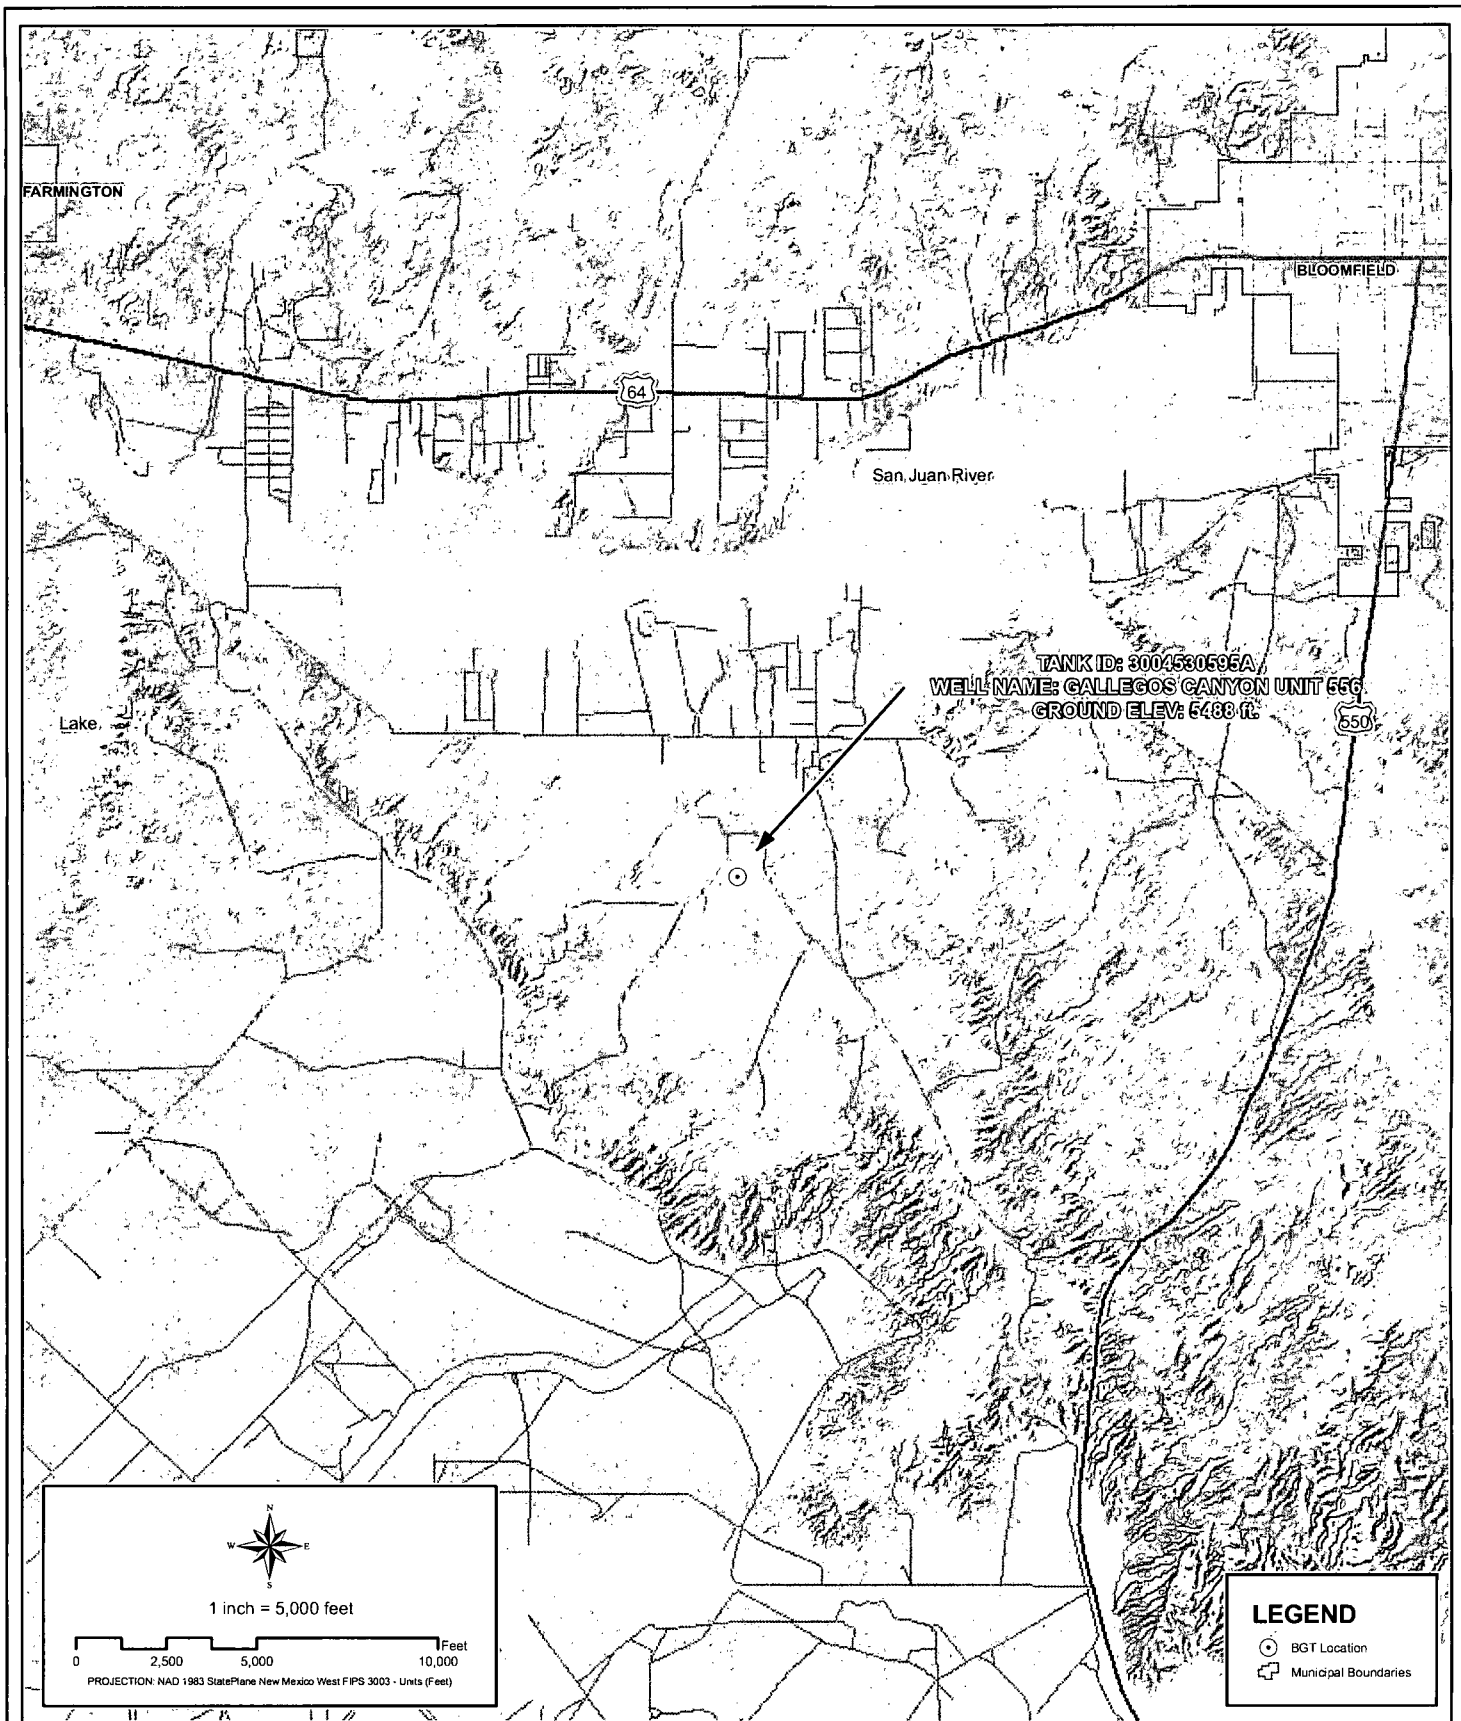 FARMINGTON
BLOOMFIELD
64
San Juan River
TANK ID: 3004530595A
WELL NAME: GALLEGOS CANYON UNIT 556
GROUND ELEV: 5488 ft.
Lake
550
N
W E
S
1 inch = 5,000 feet
Feet
0 2,500 5,000 10,000
PROJECTION: NAD 1983 StatePlane New Mexico West FIPS 3003 - Units (Feet)
LEGEND
BGT Location
Municipal Boundaries